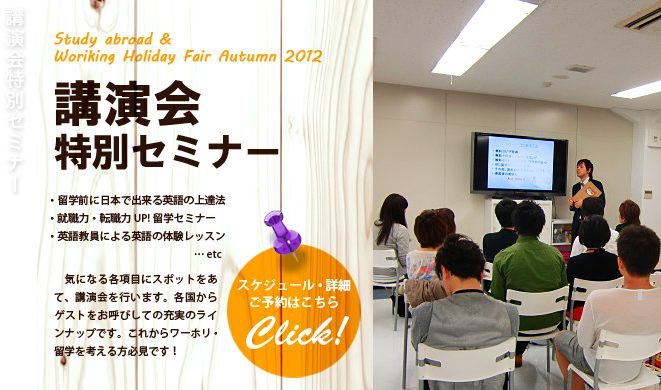 講演会特別セミナー
Study abroad &
Woriking Holiday Fair Autumn 2012
講演会
特別セミナー
・留学前に日本で出来る英語の上達法
・就職力・転職力 UP! 留学セミナー
・英語教員による英語の体験レッスン
… etc
気になる各項目にスポットをあ
て、講演会を行います。各国から
ゲストをお呼びしての充実のライ
ンナップです。これからワーホリ・
留学を考える方必見です！
スケジュール・詳細
ご予約はこちら
Click!